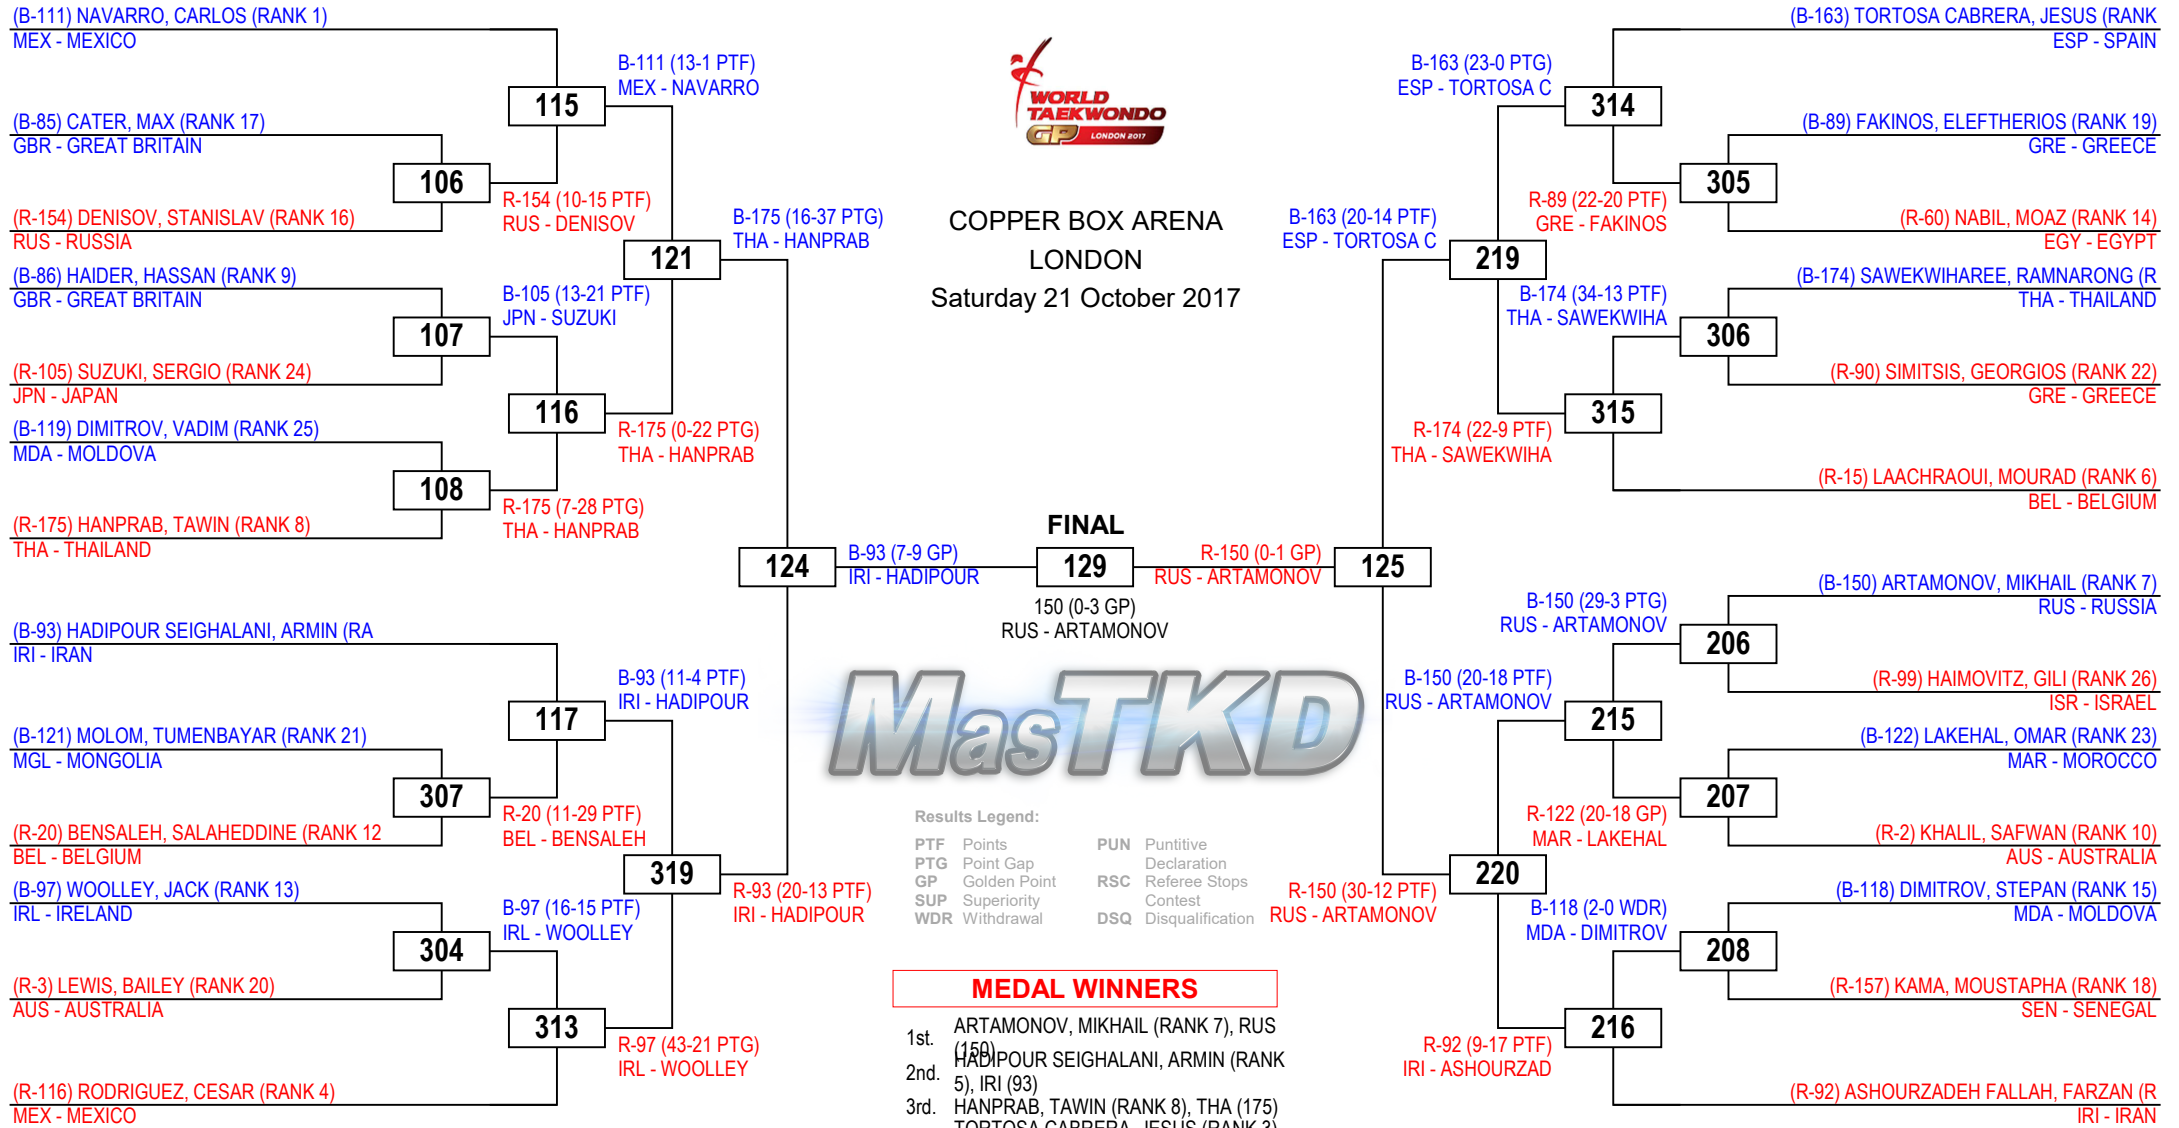 (B-111) NAVARRO, CARLOS (RANK 1)
MEX - MEXICO
(B-85) CATER, MAX (RANK 17)
GBR - GREAT BRITAIN
(R-154) DENISOV, STANISLAV (RANK 16)
RUS - RUSSIA
(B-86) HAIDER, HASSAN (RANK 9)
GBR - GREAT BRITAIN
(R-105) SUZUKI, SERGIO (RANK 24)
JPN - JAPAN
(B-119) DIMITROV, VADIM (RANK 25)
MDA - MOLDOVA
(R-175) HANPRAB, TAWIN (RANK 8)
THA - THAILAND
(B-93) HADIPOUR SEIGHALANI, ARMIN (RA
IRI - IRAN
(B-121) MOLOM, TUMENBAYAR (RANK 21)
MGL - MONGOLIA
(R-20) BENSALEH, SALAHEDDINE (RANK 12
BEL - BELGIUM
(B-97) WOOLLEY, JACK (RANK 13)
IRL - IRELAND
(R-3) LEWIS, BAILEY (RANK 20)
AUS - AUSTRALIA
(R-116) RODRIGUEZ, CESAR (RANK 4)
MEX - MEXICO
106
107
108
307
304
R-154 (10-15 PTF)
RUS - DENISOV
B-105 (13-21 PTF)
JPN - SUZUKI
R-175 (7-28 PTG)
THA - HANPRAB
R-20 (11-29 PTF)
BEL - BENSALEH
B-97 (16-15 PTF)
IRL - WOOLLEY
115
116
117
313
B-111 (13-1 PTF)
MEX - NAVARRO
R-175 (0-22 PTG)
THA - HANPRAB
B-93 (11-4 PTF)
IRI - HADIPOUR
R-97 (43-21 PTG)
IRL - WOOLLEY
121
319
B-175 (16-37 PTG)
THA - HANPRAB
R-93 (20-13 PTF)
IRI - HADIPOUR
124
B-93 (7-9 GP)
IRI - HADIPOUR
WORLD
TAEKWONDO
GP LONDON 2017
COPPER BOX ARENA
LONDON
Saturday 21 October 2017
FINAL
129
150 (0-3 GP)
RUS - ARTAMONOV
MasTKD
Results Legend:
PTF Points
PTG Point Gap
GP Golden Point
SUP Superiority
WDR Withdrawal
PUN Puntitive
Declaration
RSC Referee Stops
Contest
DSQ Disqualification
MEDAL WINNERS
1st. ARTAMONOV, MIKHAIL (RANK 7), RUS
(150)
2nd. HADIPOUR SEIGHALANI, ARMIN (RANK
5), IRI (93)
3rd. HANPRAB, TAWIN (RANK 8), THA (175)
TORTOSA CABRERA, JESUS (RANK 3)
R-150 (0-1 GP)
RUS - ARTAMONOV
125
B-163 (20-14 PTF)
ESP - TORTOSA C
R-150 (30-12 PTF)
RUS - ARTAMONOV
219
220
B-163 (23-0 PTG)
ESP - TORTOSA C
R-174 (22-9 PTF)
THA - SAWEKWIHA
B-150 (20-18 PTF)
RUS - ARTAMONOV
R-92 (9-17 PTF)
IRI - ASHOURZAD
314
315
215
216
R-89 (22-20 PTF)
GRE - FAKINOS
B-174 (34-13 PTF)
THA - SAWEKWIHA
B-150 (29-3 PTG)
RUS - ARTAMONOV
R-122 (20-18 GP)
MAR - LAKEHAL
B-118 (2-0 WDR)
MDA - DIMITROV
305
306
206
207
208
(B-163) TORTOSA CABRERA, JESUS (RANK
ESP - SPAIN
(B-89) FAKINOS, ELEFTHERIOS (RANK 19)
GRE - GREECE
(R-60) NABIL, MOAZ (RANK 14)
EGY - EGYPT
(B-174) SAWEKWIHAREE, RAMNARONG (R
THA - THAILAND
(R-90) SIMITSIS, GEORGIOS (RANK 22)
GRE - GREECE
(R-15) LAACHRAOUI, MOURAD (RANK 6)
BEL - BELGIUM
(B-150) ARTAMONOV, MIKHAIL (RANK 7)
RUS - RUSSIA
(R-99) HAIMOVITZ, GILI (RANK 26)
ISR - ISRAEL
(B-122) LAKEHAL, OMAR (RANK 23)
MAR - MOROCCO
(R-2) KHALIL, SAFWAN (RANK 10)
AUS - AUSTRALIA
(B-118) DIMITROV, STEPAN (RANK 15)
MDA - MOLDOVA
(R-157) KAMA, MOUSTAPHA (RANK 18)
SEN - SENEGAL
(R-92) ASHOURZADEH FALLAH, FARZAN (R
IRI - IRAN